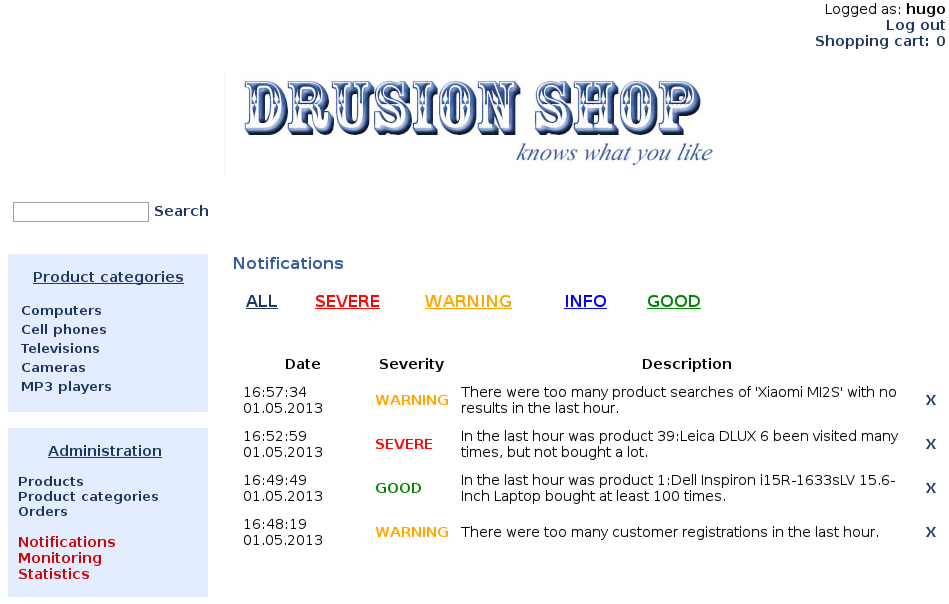 Logged as: hugo
Log out
Shopping cart: 0
DRUSION SHOP
knows what you like
Search
Product categories
Computers
Cell phones
Televisions
Cameras
MP3 players
Administration
Products
Product categories
Orders
Notifications
Monitoring
Statistics
Notifications
ALL SEVERE WARNING INFO GOOD
Date Severity Description
16:57:34
01.05.2013
WARNING
There were too many product searches of 'Xiaomi MI2S' with no
results in the last hour.
X
16:52:59
01.05.2013
SEVERE
In the last hour was product 39:Leica DLUX 6 been visited many
times, but not bought a lot.
X
16:49:49
01.05.2013
GOOD
In the last hour was product 1:Dell Inspiron i15R-1633sLV 15.6-
Inch Laptop bought at least 100 times.
X
16:48:19
01.05.2013
WARNING
There were too many customer registrations in the last hour.
X